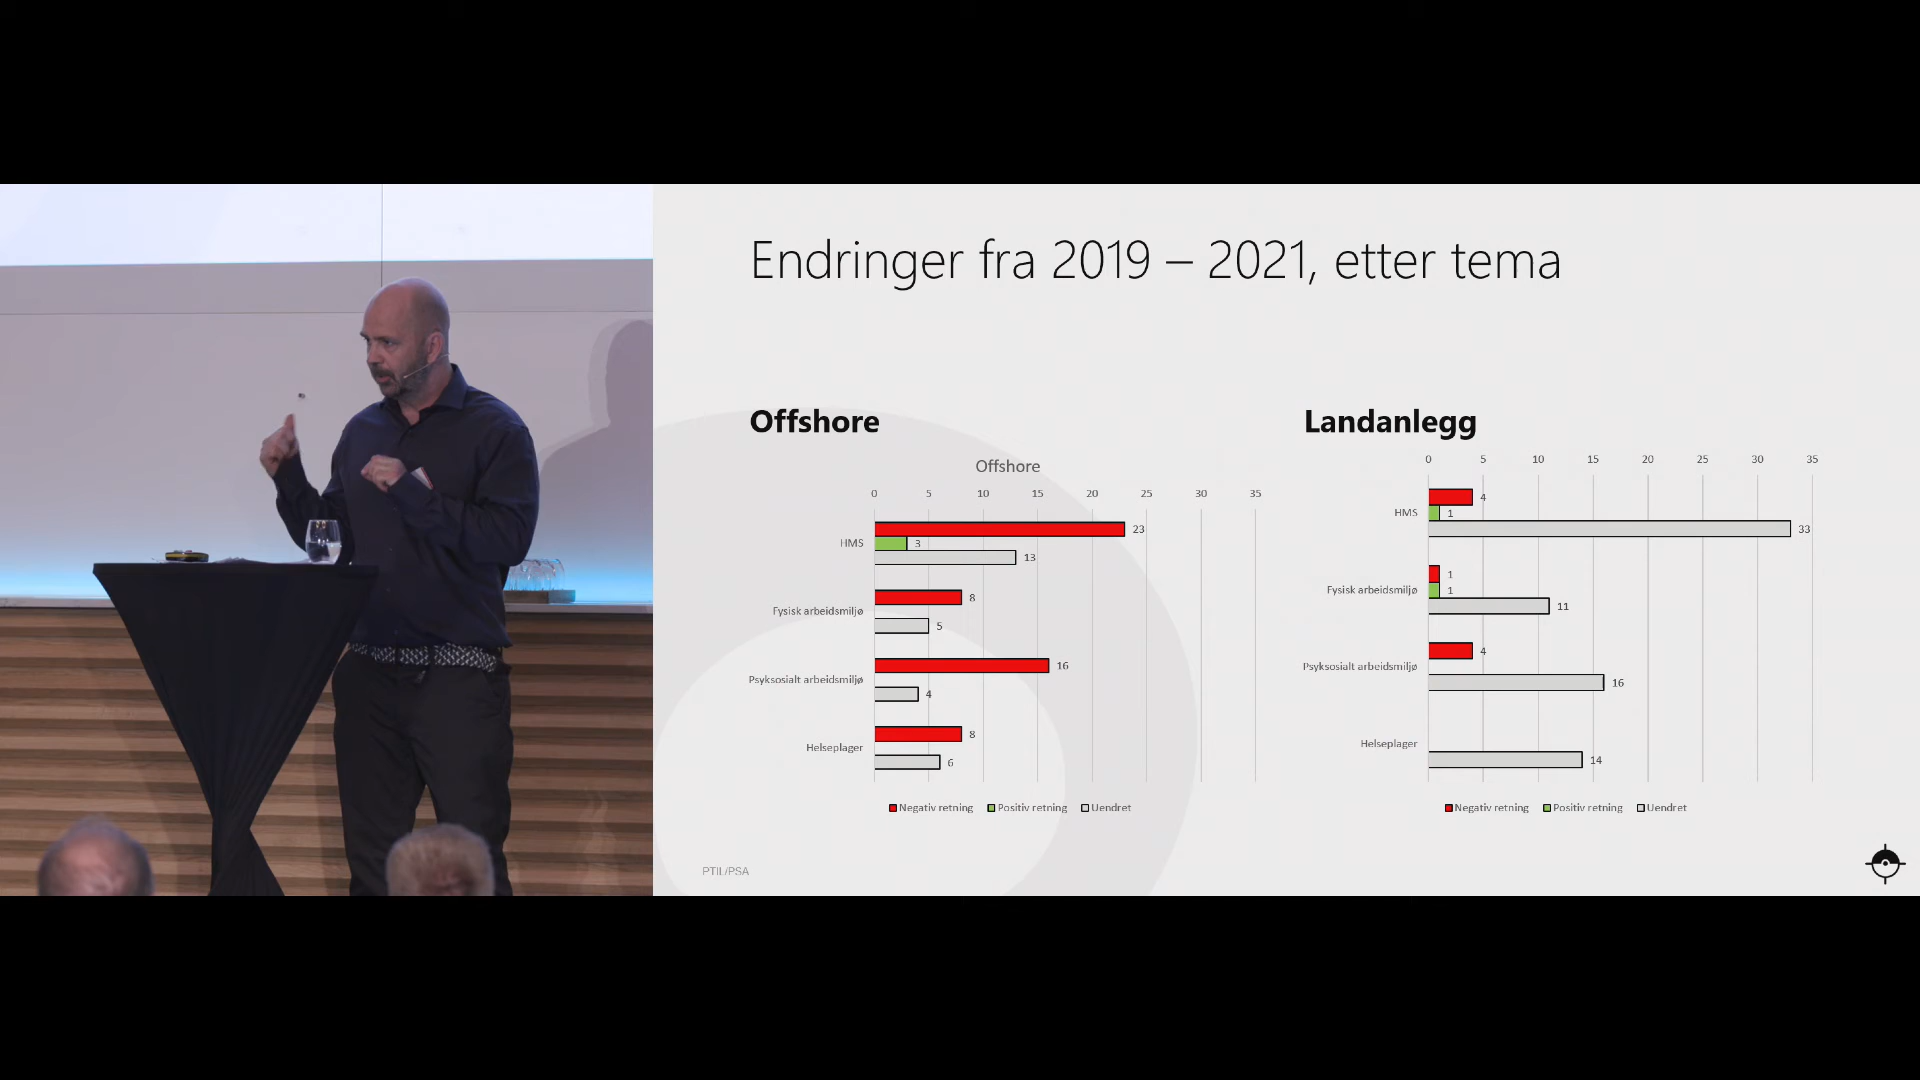 Endringer fra 2019 – 2021, etter tema
Offshore
Offshore
0 5 10 15 20 25 30 35
HMS
23
3
13
Fysisk arbeidsmiljø
8
5
Psyksosialt arbeidsmiljø
16
4
Helseplager
8
6
Negativ retning Positiv retning Uendret
Landanlegg
0 5 10 15 20 25 30 35
HMS
4
1
33
Fysisk arbeidsmiljø
1
1
11
Psyksosialt arbeidsmiljø
4
16
Helseplager
14
Negativ retning Positiv retning Uendret
PTIL/PSA